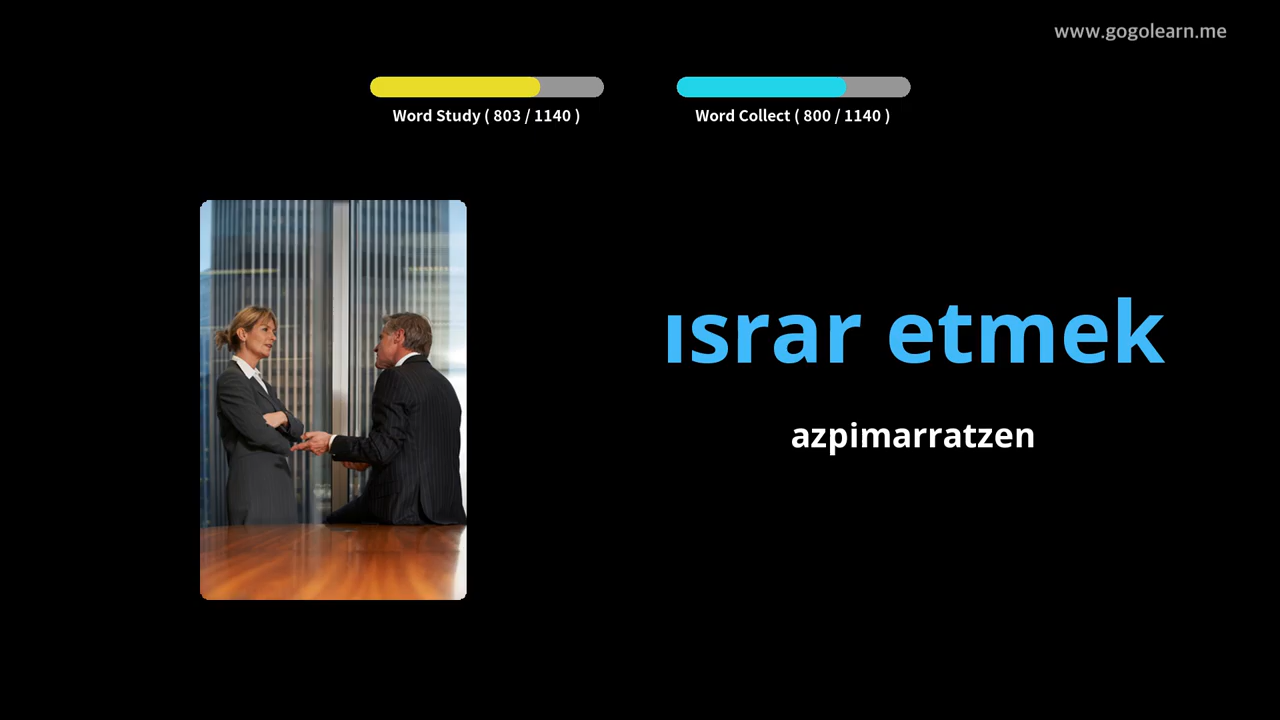 www.gogolearn.me
Word Study ( 803 / 1140 )
Word Collect ( 800 / 1140 )
ısrar etmek
azpimarratzen